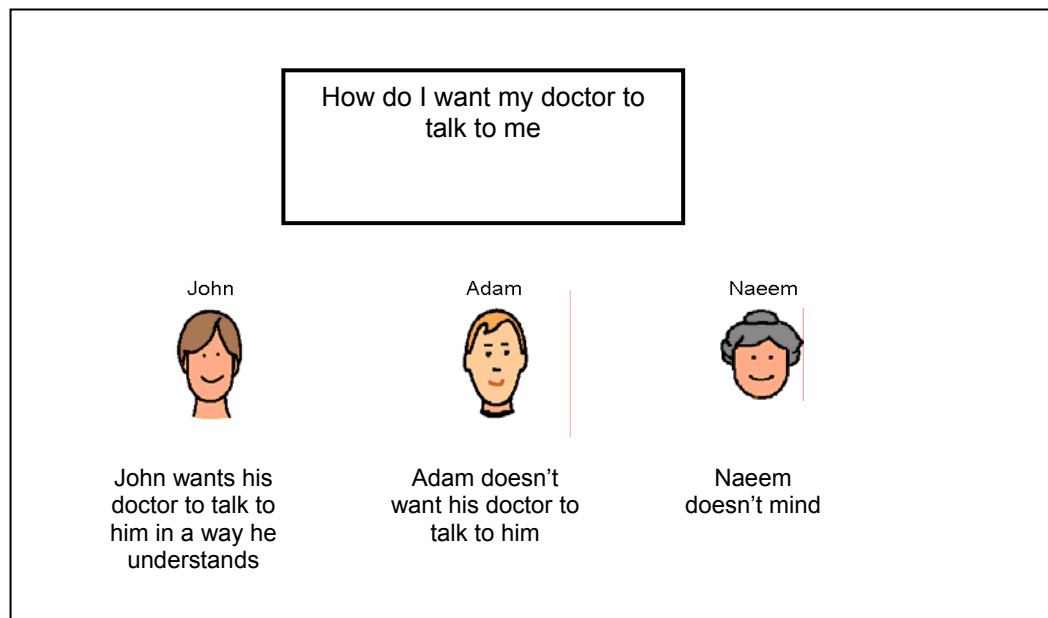 How do I want my doctor to
talk to me
John
Adam
Naeem
John wants his
doctor to talk to
him in a way he
understands
Adam doesn’t
want his doctor to
talk to him
Naeem
doesn’t mind